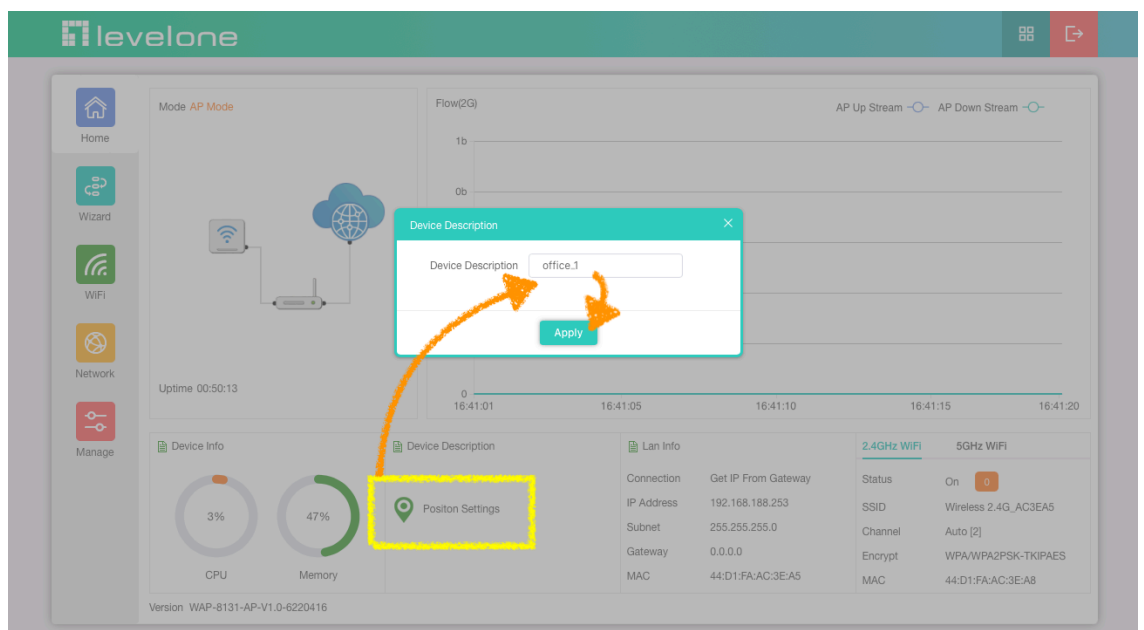 levelone
Home
Wizard
WiFi
Network
Manage
Mode AP Mode
Uptime 00:50:13
Flow(2G)
AP Up Stream
AP Down Stream
1b
0b
0
16:41:01
16:41:05
16:41:10
16:41:15
16:41:20
Device Description
Device Description
office_1
Apply
Device Info
3%
CPU
47%
Memory
Device Description
Positon Settings
Lan Info
Connection Get IP From Gateway
IP Address 192.168.188.253
Subnet 255.255.255.0
Gateway 0.0.0.0
MAC 44:D1:FA:AC:3E:A5
2.4GHz WiFi 5GHz WiFi
Status On 0
SSID Wireless 2.4G_AC3EA5
Channel Auto [2]
Encrypt WPA/WPA2PSK-TKIPAES
MAC 44:D1:FA:AC:3E:A8
Version WAP-8131-AP-V1.0-6220416